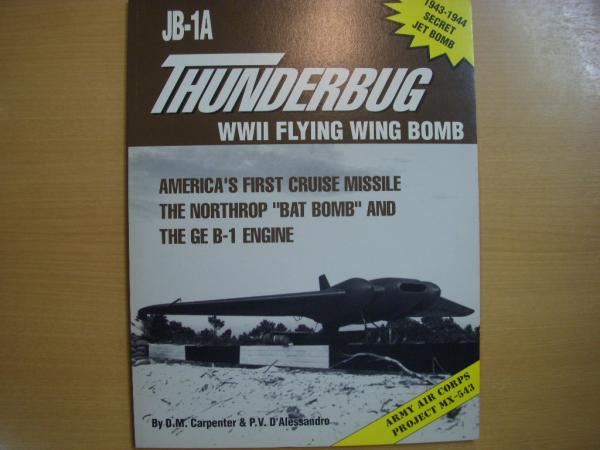 JB-1A
1943-1944
SECRET
JET BOMB
THUNDERBUG
WWII FLYING WING BOMB
AMERICA'S FIRST CRUISE MISSILE
THE NORTHROP "BAT BOMB" AND
THE GE B-1 ENGINE
ARMY AIR CORPS
PROJECT MX-543
By D.M. Carpenter & P.V. D'Alessandro